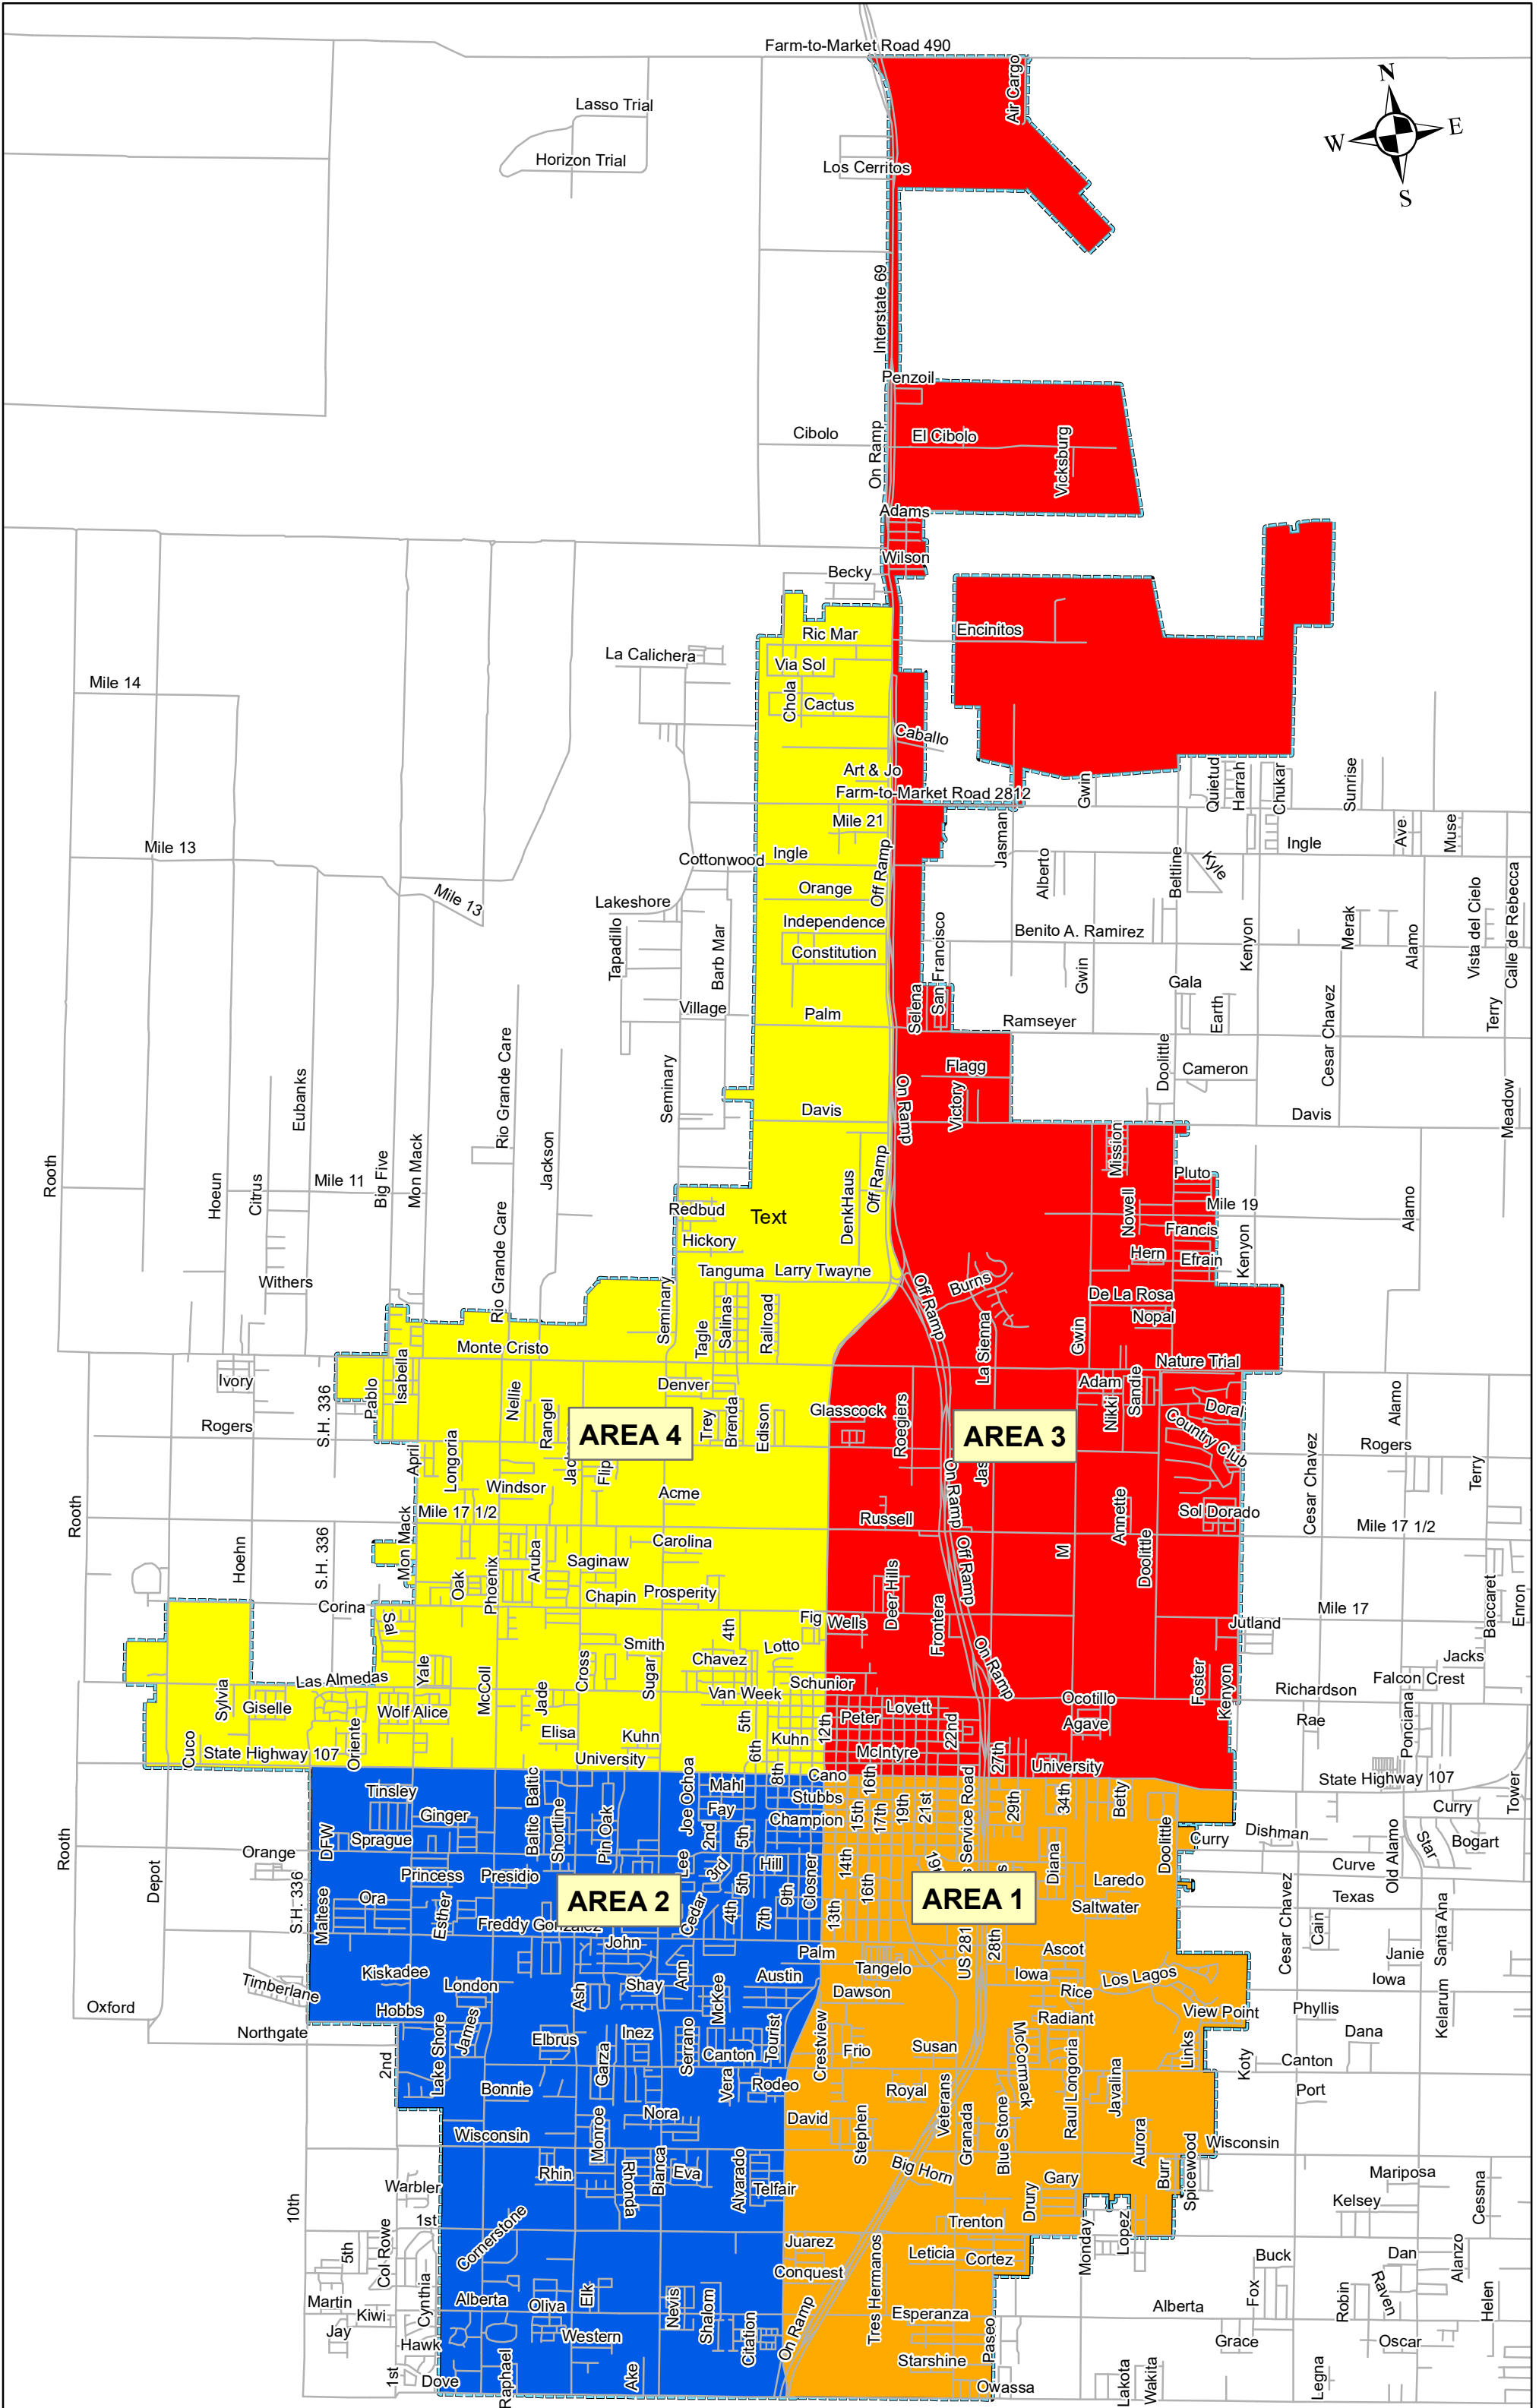 Farm-to-Market Road 490
Air Cargo
N
W
E
S
Lasso Trial
Horizon Trial
Los Cerritos
Interstate 69
Penzoil
On Ramp
Cibolo
El Cibolo
Vicksburg
Adams
Wilson
Becky
Ric Mar
Encinitos
La Calichera
Via Sol
Mile 14
Chola
Cactus
Caballo
Art & Jo
Farm-to-Market Road 2812
Gwin
Quietud
Harrah
Chukar
Sunrise
Mile 21
Jasman
Ave
Muse
Mile 13
Cottonwood
Ingle
Off Ramp
Alberto
Beltline
Kyle
Ingle
Orange
Mile 13
Lakeshore
Independence
Constitution
Tapadillo
Barb Mar
San Francisco
Benito A. Ramirez
Gwin
Kenyon
Merak
Alamo
Vista del Cielo
Calle de Rebecca
Village
Palm
Selena
Ramseyer
Gala
Earth
Terry
Rio Grande Care
Seminary
Flagg
Doolittle
Cameron
Cesar Chavez
Eubanks
Davis
On Ramp
Victory
Davis
Meadow
Rooth
Hoeun
Citrus
Mile 11
Big Five
Mon Mack
Jackson
Mission
Pluto
DenkHaus
Off Ramp
Redbud
Text
Hickory
Nowell
Mile 19
Francis
Hern
Efrain
Kenyon
Alamo
Rio Grande Care
Withers
Tanguma
Larry Twayne
Off Ramp
Burns
De La Rosa
Nopal
Seminary
Tagle
Salinas
Railroad
La Sienna
Gwin
Monte Cristo
Nature Trial
Ivory
Pablo
Isabella
Denver
Adam
Nikki
Sandie
Doral
Country Club
Rogers
S.H. 336
Nellie
Rangel
AREA 4
Trey
Brenda
Edison
Glasscock
Roegiers
AREA 3
Alamo
Rogers
April
Longoria
Windsor
Flip
Acme
On Ramp
Cesar Chavez
Terry
Rooth
Mile 17 1/2
Russell
Annette
Sol Dorado
Mile 17 1/2
Hoehn
S.H. 336
Mon Mack
Carolina
Saginaw
Aruba
Off Ramp
M
Doolittle
Oak
Phoenix
Chapin
Prosperity
Deer Hills
Baccaret
Enron
Corina
Sal
Fig
Wells
Frontera
Jutland
Mile 17
4th
Smith
Lotto
Chavez
Cross
Sugar
On Ramp
Jacks
Falcon Crest
Las Almedas
Yale
McColl
Jade
Schunior
Van Week
Foster
Kenyon
Richardson
Sylvia
Giselle
Wolf Alice
Ocotillo
Lovett
Peter
Agave
Rae
Ponciana
Cuco
State Highway 107
Oriente
Elisa
Kuhn
5th
Kuhn
12th
22nd
University
6th
McIntyre
27th
University
State Highway 107
Tower
8th
Cano
16th
Tinsley
Baltic
Joe Ochoa
Mahl
Stubbs
Ginger
Shortline
Fay
Champion
15th
17th
19th
21st
Service Road
29th
34th
Betty
Curry
Rooth
DFW
Sprague
Baltic
Pin Oak
2nd
5th
Doolittle
Curry
Dishman
Star
Bogart
Orange
Princess
Presidio
Lee
3rd
Hill
Closner
14th
Diana
Curve
Old Alamo
Depot
S.H. 336
Maltese
Ora
Esther
AREA 2
5th
9th
16th
AREA 1
Laredo
Texas
Freddy Gonzalez
Cedar
4th
7th
13th
Saltwater
Cesar Chavez
Cain
Santa Ana
John
Palm
US 281
28th
Ascot
Janie
Timberlane
Kiskadee
London
Ash
Shay
Ann
McKee
Austin
Tangelo
Iowa
Los Lagos
Iowa
Dawson
Rice
Oxford
Hobbs
Radiant
View Point
Phyllis
Kelarum
Northgate
Lake Shore
James
Elbrus
Inez
Tourist
Crestview
Susan
Links
Dana
2nd
Garza
Serrano
Canton
Frio
McCormack
Raul Longoria
Koty
Canton
Bonnie
Vera
Rodeo
Royal
Javalina
Port
Nora
David
Stephen
Veterans
Granada
Blue Stone
Wisconsin
Monroe
Aurora
Wisconsin
Rhin
Rhonda
Bianca
Eva
Alvarado
Telfair
Big Horn
Gary
Burr
Spicewood
Mariposa
Warbler
Drury
Kelsey
Cessna
10th
1st
Cornerstone
Trenton
Lopez
5th
Col Rowe
Juarez
Leticia
Cortez
Monday
Buck
Dan
Alanzo
Cynthia
Conquest
Tres Hermanos
Martin
Kiwi
Alberta
Oliva
Elk
Nevis
Shalom
Esperanza
Alberta
Fox
Robin
Raven
Helen
Jay
Hawk
Western
Citation
On Ramp
Paseo
Grace
Oscar
1st
Dove
Raphael
Ake
Starshine
Owassa
Lakota
Wakita
Legna